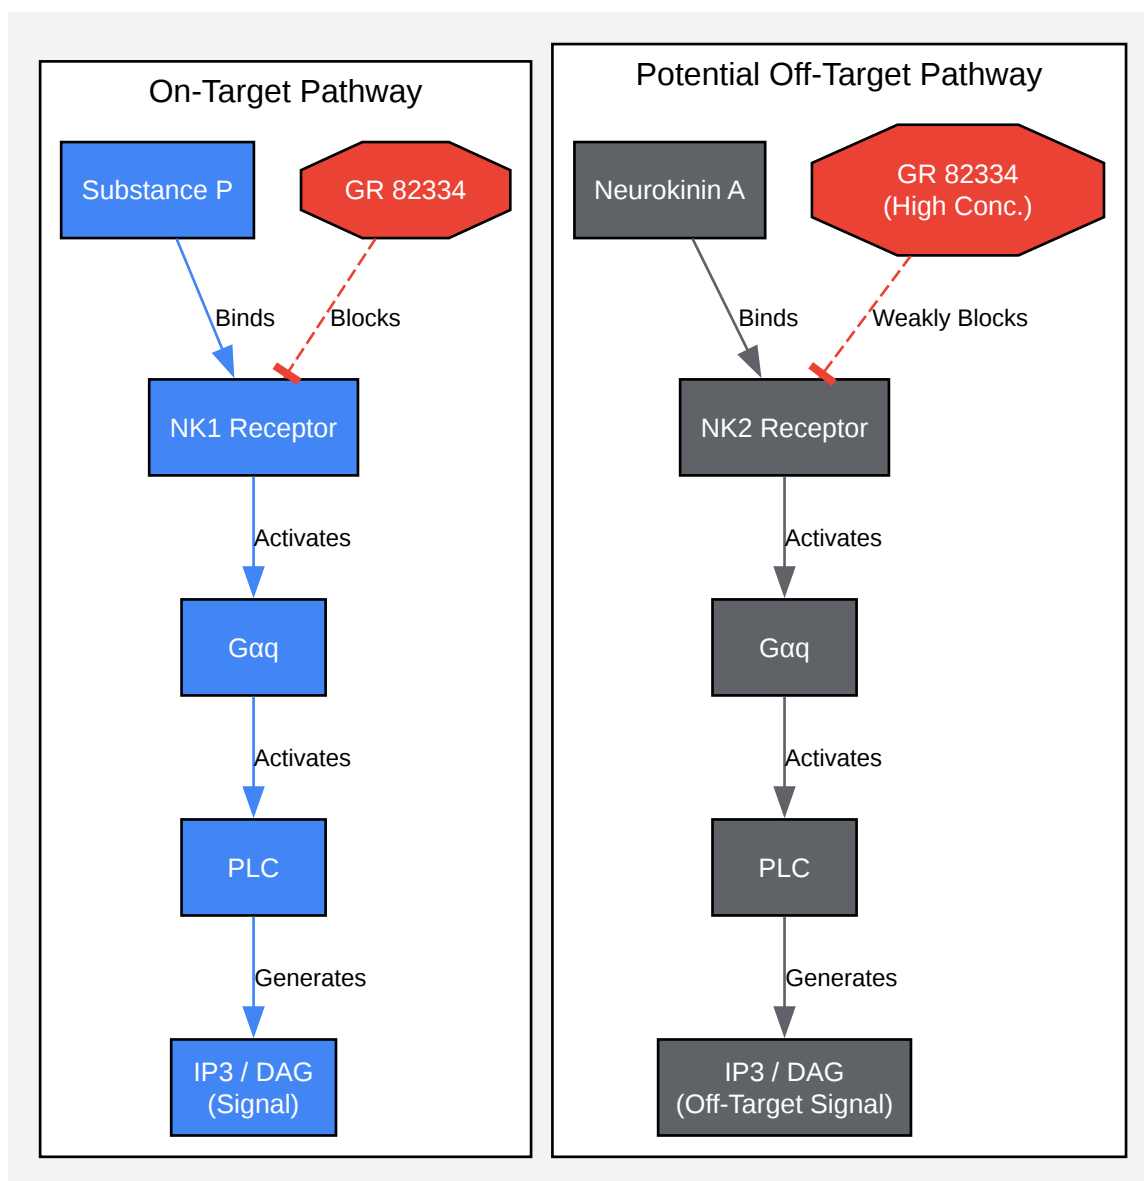 On-Target Pathway
Substance P
GR 82334
Binds
Blocks
NK1 Receptor
Activates
Gαq
Activates
PLC
Generates
IP3 / DAG
(Signal)
Potential Off-Target Pathway
Neurokinin A
GR 82334
(High Conc.)
Binds
Weakly Blocks
NK2 Receptor
Activates
Gαq
Activates
PLC
Generates
IP3 / DAG
(Off-Target Signal)